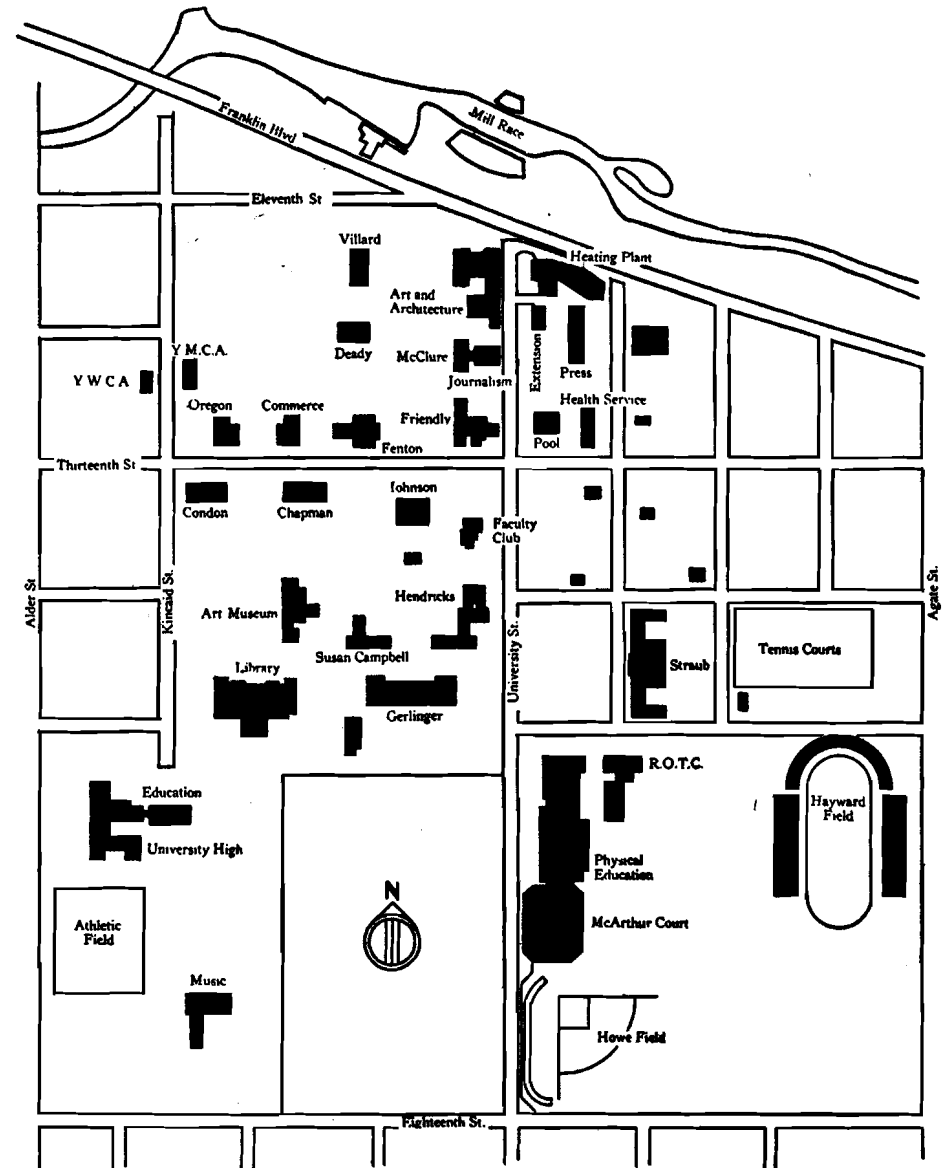 Franklin Blvd
Mill Race
Eleventh St
Villard
Heating Plant
Art and
Architecture
Deady
McClure
Journalism
Extension
Press
Y M.C.A.
Y W C A
Oregon
Commerce
Friendly
Fenton
Health Service
Pool
Thirteenth St
Condon
Chapman
Johnson
Faculty
Club
Alder St
Kincaid St.
Art Museum
Hendricks
Susan Campbell
University St.
Straub
Tennis Courts
Agate St.
Library
Gerlinger
R.O.T.C.
Education
University High
Hayward
Field
Physical
Education
N
McArthur Court
Athletic
Field
Music
Howe Field
Eighteenth St.